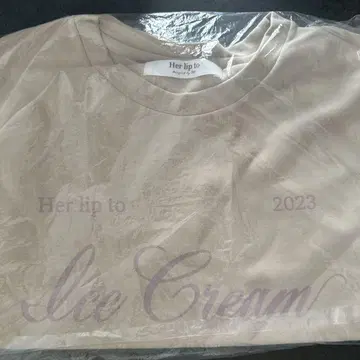 Her lip to
Her lip to 2023
Ice Cream